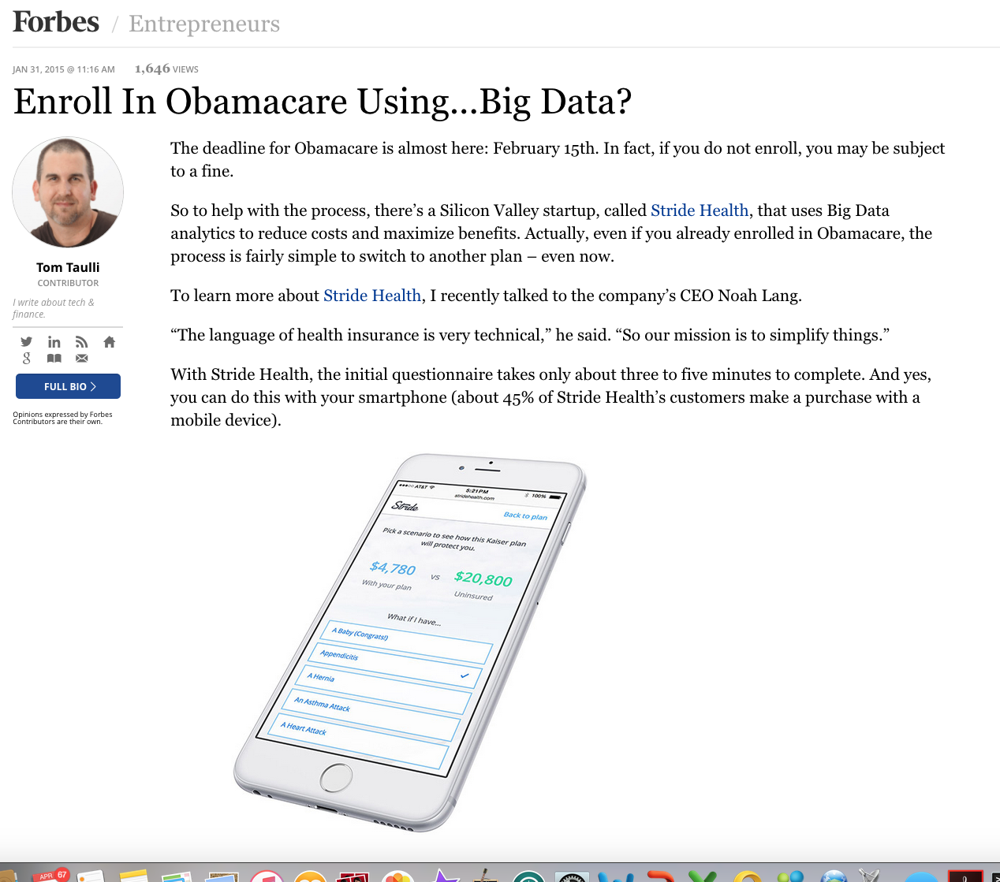 Forbes / Entrepreneurs
JAN 31, 2015 @ 11:16 AM 1,646 VIEWS
Enroll In Obamacare Using...Big Data?
Tom Taulli
CONTRIBUTOR
I write about tech &
finance.
FULL BIO
Opinions expressed by Forbes
Contributors are their own.
The deadline for Obamacare is almost here: February 15th. In fact, if you do not enroll, you may be subject
to a fine.
So to help with the process, there’s a Silicon Valley startup, called Stride Health, that uses Big Data
analytics to reduce costs and maximize benefits. Actually, even if you already enrolled in Obamacare, the
process is fairly simple to switch to another plan – even now.
To learn more about Stride Health, I recently talked to the company’s CEO Noah Lang.
“The language of health insurance is very technical,” he said. “So our mission is to simplify things.”
With Stride Health, the initial questionnaire takes only about three to five minutes to complete. And yes,
you can do this with your smartphone (about 45% of Stride Health’s customers make a purchase with a
mobile device).
AT&T 5:21PM 100%
stridehealth.com
Stride Back to plan
Pick a scenario to see how this Kaiser plan
will protect you.
$4,780 vs $20,800
With your plan Uninsured
What if I have...
A Baby (Congrats!)
Appendicitis
A Hernia
An Asthma Attack
A Heart Attack
APR 67